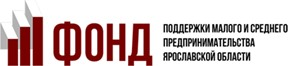 ФОНД
ПОДДЕРЖКИ МАЛОГО И СРЕДНЕГО
ПРЕДПРИНИМАТЕЛЬСТВА
ЯРОСЛАВСКОЙ ОБЛАСТИ